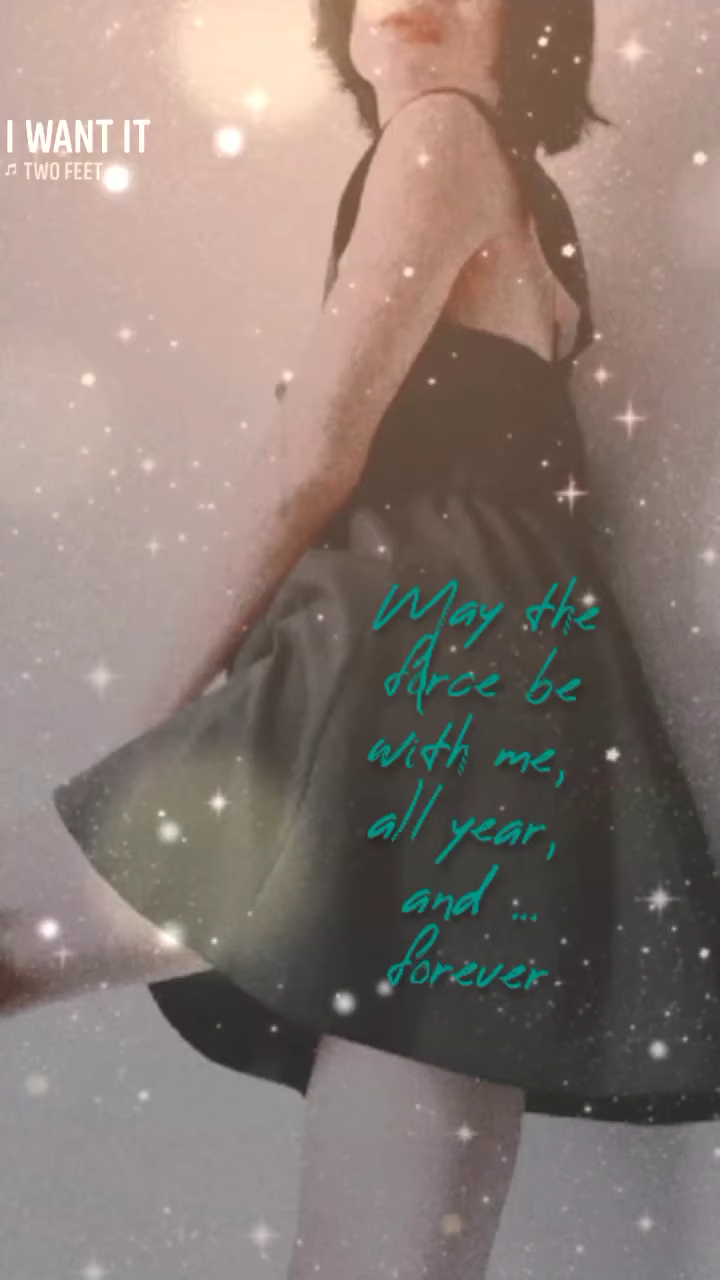 I WANT IT
♫ TWO FEET
May the
force be
with me,
all year,
and ...
forever